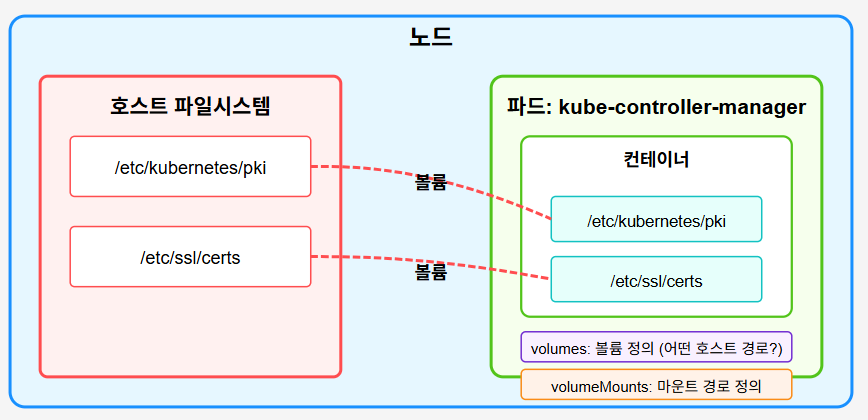 노드
호스트 파일시스템
/etc/kubernetes/pki
/etc/ssl/certs
볼륨
볼륨
파드: kube-controller-manager
컨테이너
/etc/kubernetes/pki
/etc/ssl/certs
volumes: 볼륨 정의 (어떤 호스트 경로?)
volumeMounts: 마운트 경로 정의